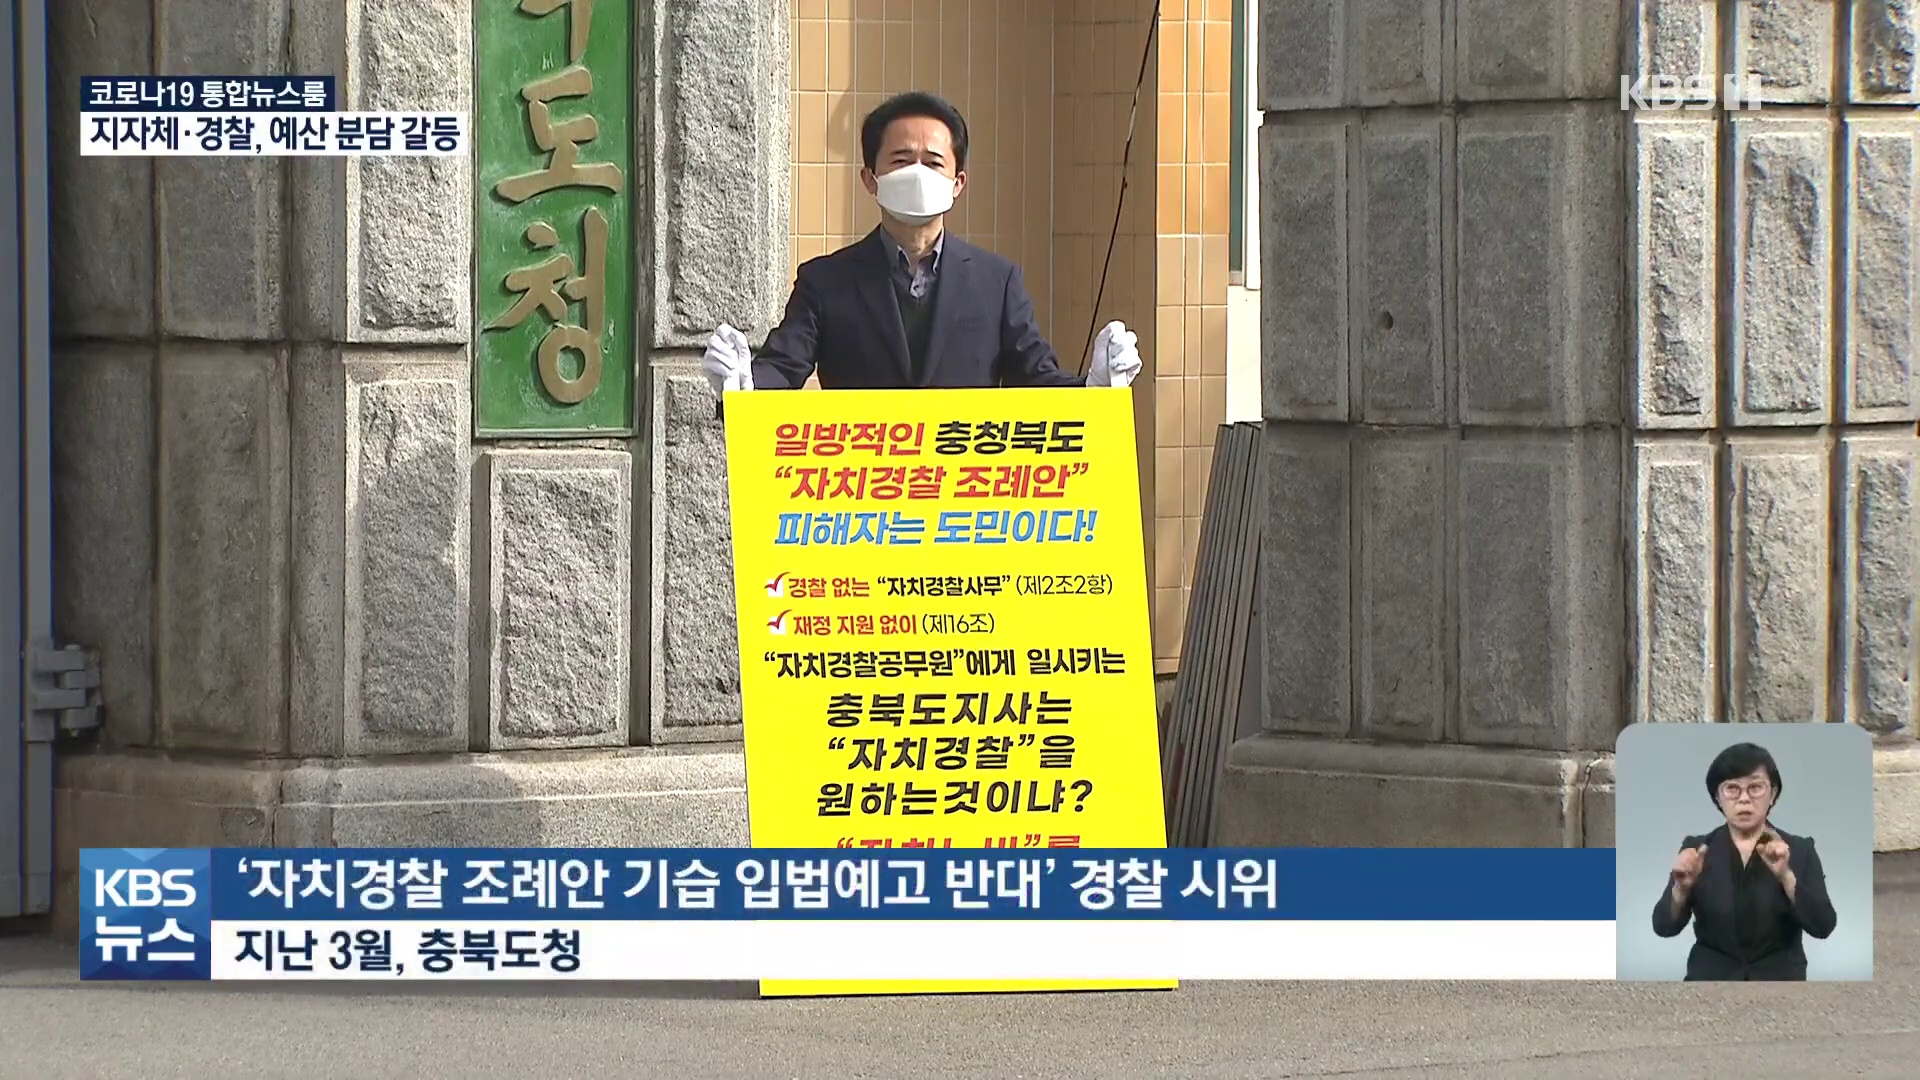 코로나19 통합뉴스룸
지자체·경찰, 예산 분담 갈등
KBS 1
도청
일방적인 충청북도
“자치경찰 조례안”
피해자는 도민이다!
경찰 없는 “자치경찰사무” (제2조2항)
재정 지원 없이 (제16조)
“자치경찰공무원”에게 일시키는
충북도지사는
“자치경찰”을
원하는것이냐?
KBS
뉴스
‘자치경찰 조례안 기습 입법예고 반대’ 경찰 시위
지난 3월, 충북도청